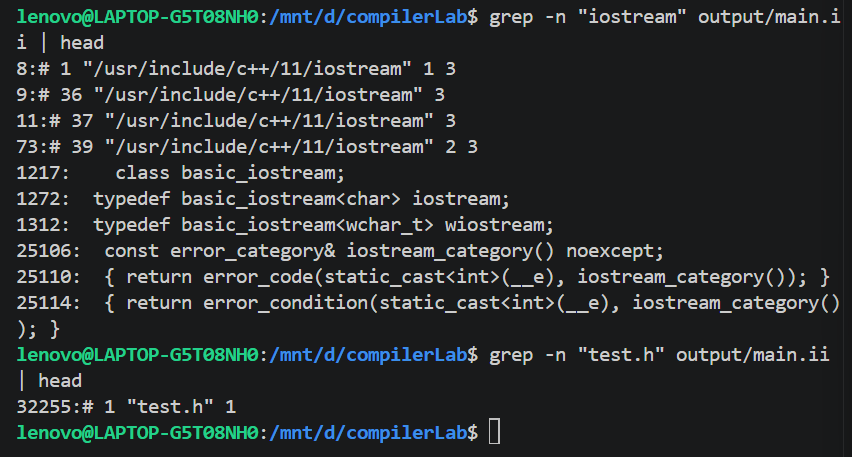 lenovo@LAPTOP-G5T08NH0:/mnt/d/compilerLab$ grep -n "iostream" output/main.i
i | head
8:# 1 "/usr/include/c++/11/iostream" 1 3
9:# 36 "/usr/include/c++/11/iostream" 3
11:# 37 "/usr/include/c++/11/iostream" 3
73:# 39 "/usr/include/c++/11/iostream" 2 3
1217:    class basic_iostream;
1272:  typedef basic_iostream<char> iostream;
1312:  typedef basic_iostream<wchar_t> wiostream;
25106:  const error_category& iostream_category() noexcept;
25110:  { return error_code(static_cast<int>(__e), iostream_category()); }
25114:  { return error_condition(static_cast<int>(__e), iostream_category()
); }
lenovo@LAPTOP-G5T08NH0:/mnt/d/compilerLab$ grep -n "test.h" output/main.ii
| head
32255:# 1 "test.h" 1
lenovo@LAPTOP-G5T08NH0:/mnt/d/compilerLab$